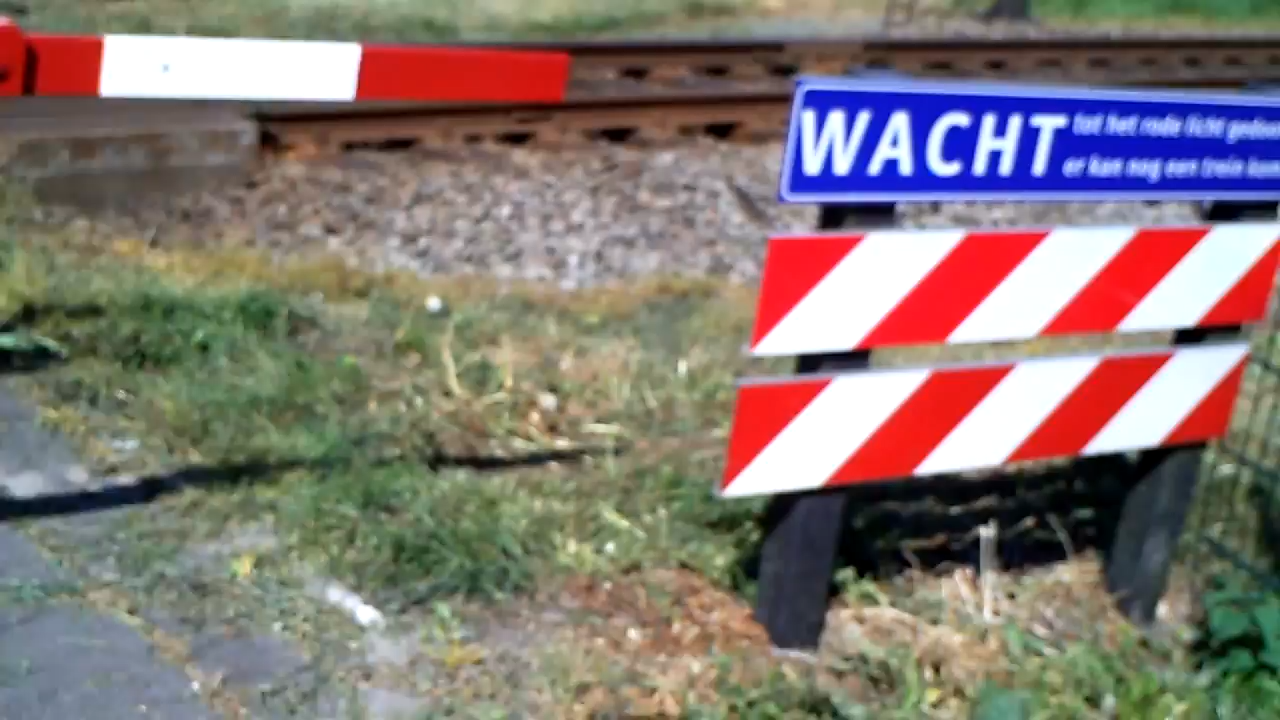 WACHT
tot het rode licht
er kan nog een trein